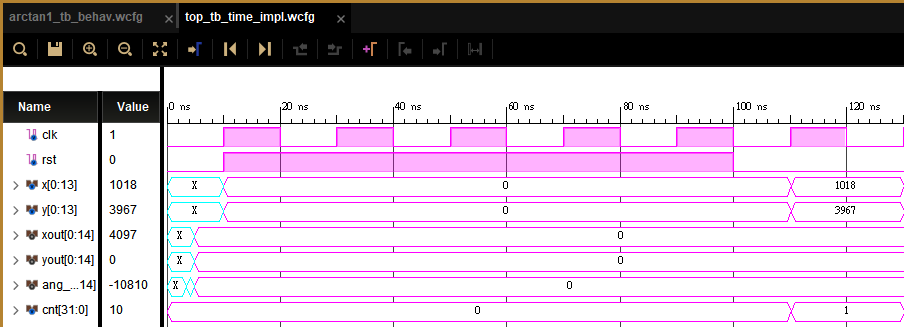 arctan1_tb_behav.wcfg × top_tb_time_impl.wcfg ×
Name Value 0 ns 20 ns 40 ns 60 ns 80 ns 100 ns 120 ns
clk 1
rst 0
x[0:13] 1018 X 0 1018
y[0:13] 3967 X 0 3967
xout[0:14] 4097 X 0
yout[0:14] 0 X 0
ang_...14] -10810 X 0
cnt[31:0] 10 0 1